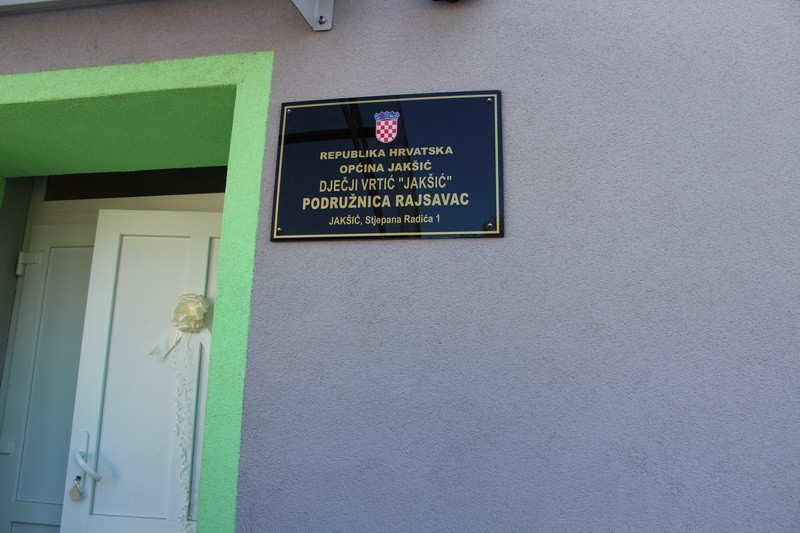 REPUBLIKA HRVATSKA
OPĆINA JAKŠIĆ
DJEČJI VRTIĆ "JAKŠIĆ"
PODRUŽNICA RAJSAVAC
JAKŠIĆ, Stjepana Radića 1